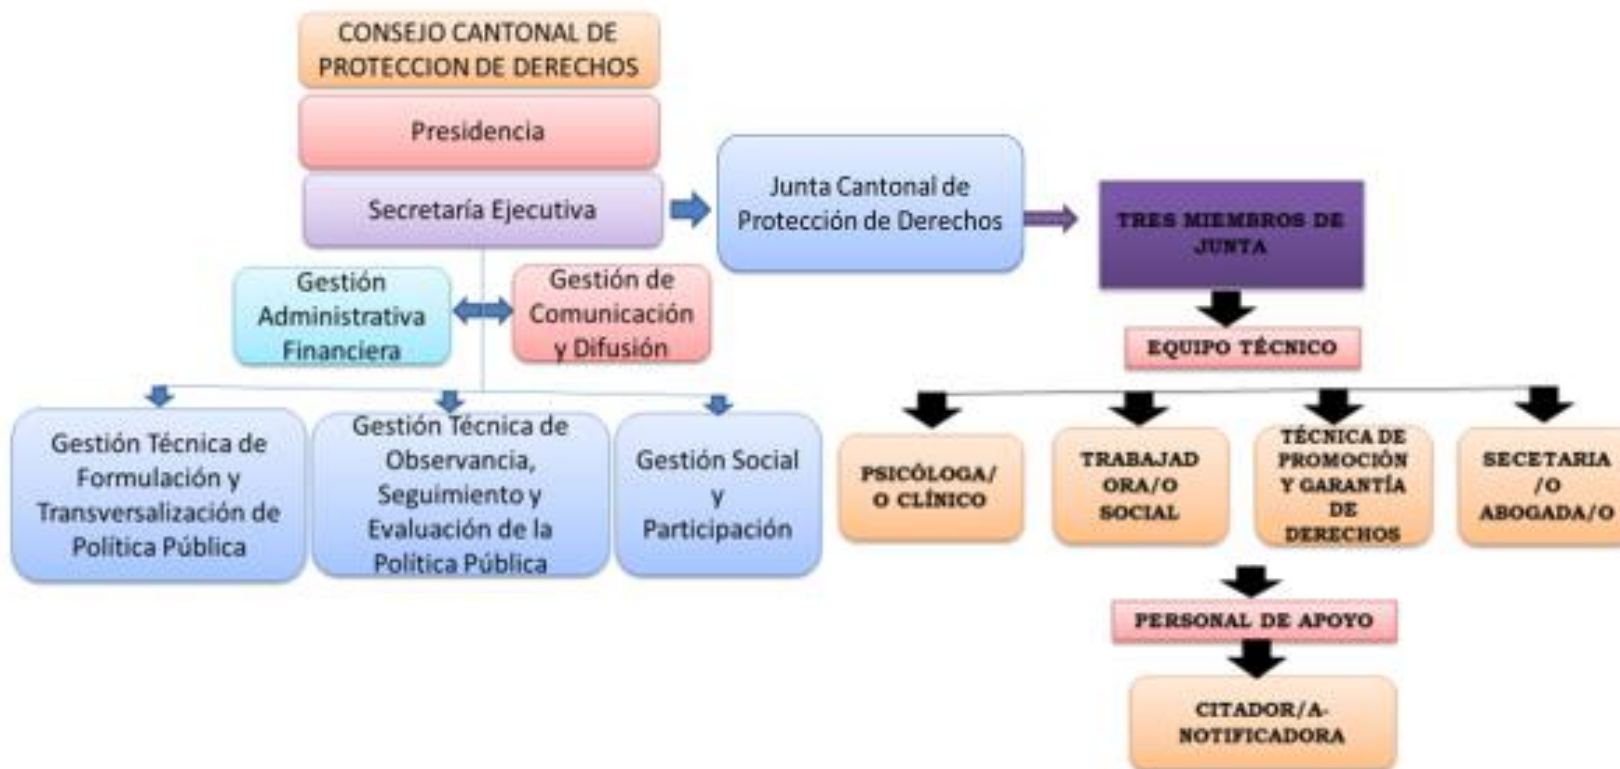 CONSEJO CANTONAL DE
PROTECCION DE DERECHOS
Presidencia
Secretaría Ejecutiva
Junta Cantonal de
Protección de Derechos
TRES MIEMBROS DE
JUNTA
Gestión
Administrativa
Financiera
Gestión de
Comunicación
y Difusión
EQUIPO TÉCNICO
Gestión Técnica de
Formulación y
Transversalización de
Política Pública
Gestión Técnica de
Observancia,
Seguimiento y
Evaluación de la
Política Pública
Gestión Social
y
Participación
PSICÓLOGA/
O CLÍNICO
TRABAJAD
ORA/O
SOCIAL
TÉCNICA DE
PROMOCIÓN
Y GARANTÍA
DE
DERECHOS
SECETARIA
/O
ABOGADA/O
PERSONAL DE APOYO
CITADOR/A-
NOTIFICADORA